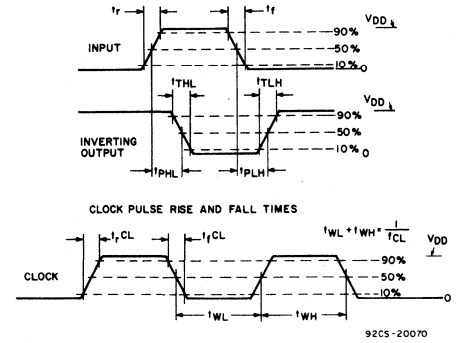 tr tf VDD
INPUT 90%
50%
10% 0
tTHL tTLH VDD
90%
INVERTING OUTPUT 50%
10% 0
tPHL tPLH
CLOCK PULSE RISE AND FALL TIMES
trCL tfCL tWL + tWH = 1/fCL VDD
90%
CLOCK 50%
10% 0
tWL tWH
92CS-20070